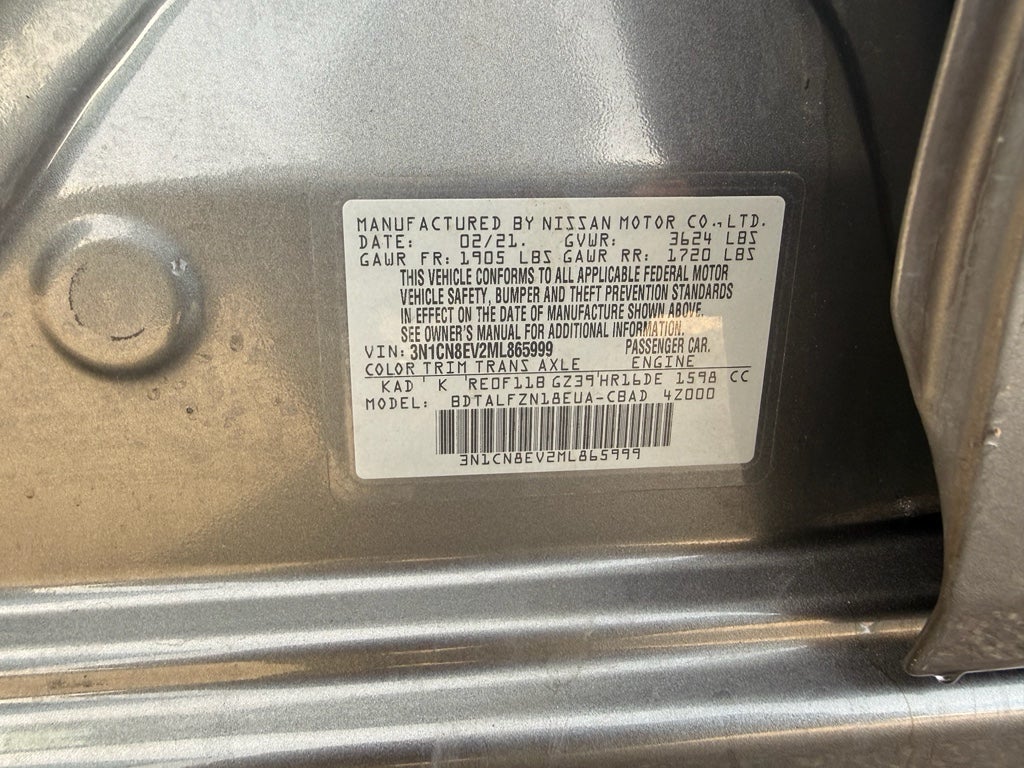 MANUFACTURED BY NISSAN MOTOR CO., LTD.
DATE: 02/21. GVWR: 3624 LBS
GAWR FR: 1905 LBS GAWR RR: 1720 LBS
THIS VEHICLE CONFORMS TO ALL APPLICABLE FEDERAL MOTOR
VEHICLE SAFETY, BUMPER AND THEFT PREVENTION STANDARDS
IN EFFECT ON THE DATE OF MANUFACTURE SHOWN ABOVE.
SEE OWNER'S MANUAL FOR ADDITIONAL INFORMATION.
VIN: 3N1CN8EV2ML865999 PASSENGER CAR.
COLOR TRIM TRANS AXLE ENGINE
KAD ' K ' RE0F11B GZ39'HR16DE 1598 CC
MODEL: BDTALFZN18EUA-CBAD 4Z000
3N1CN8EV2ML865999